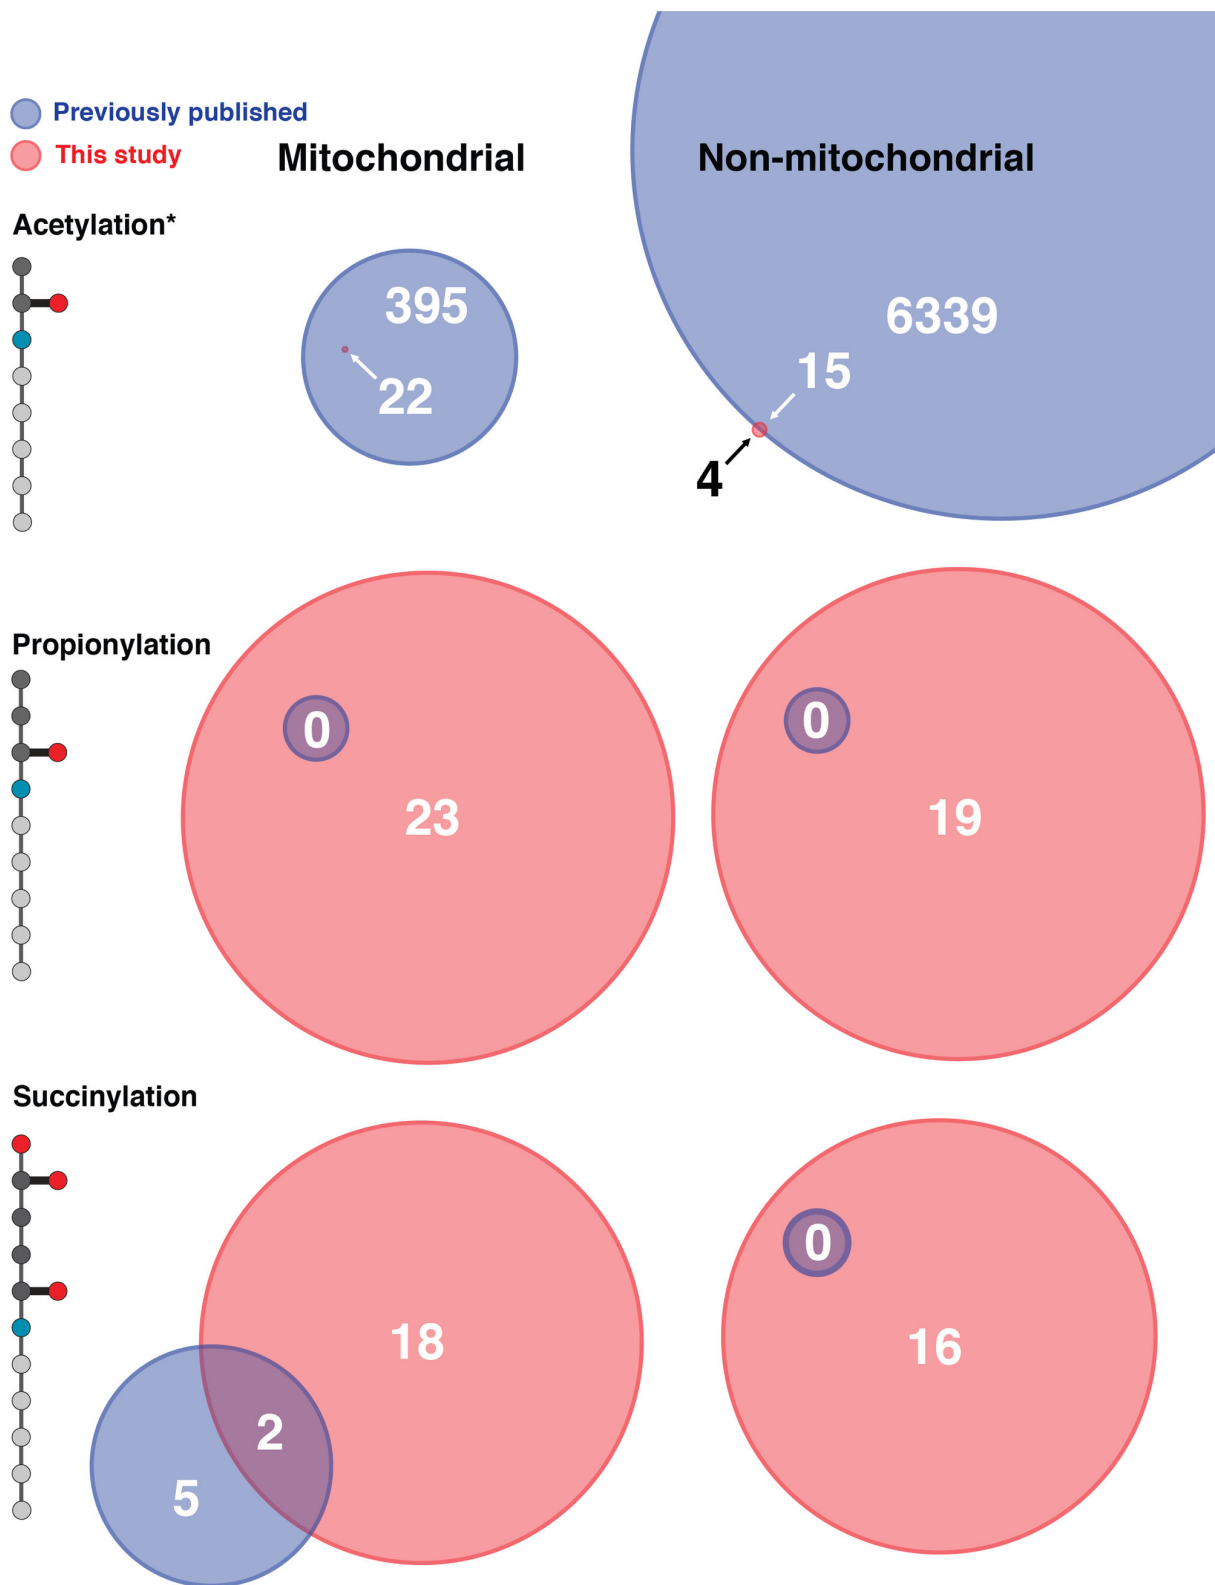 Previously published
This study
Mitochondrial
Non-mitochondrial
Acetylation*
395
22
6339
15
4
Propionylation
0
23
0
19
Succinylation
18
2
5
0
16